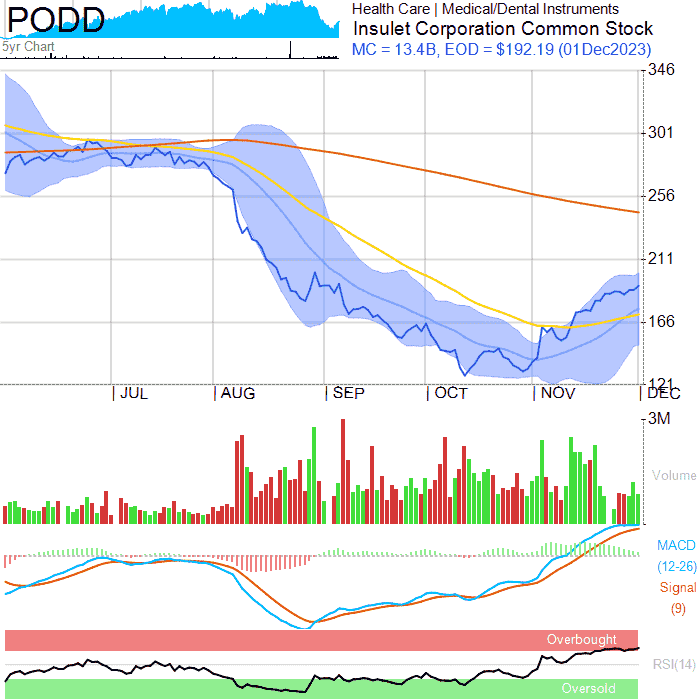 PODD
5yr Chart
Health Care | Medical/Dental Instruments
Insulet Corporation Common Stock
MC = 13.4B, EOD = $192.19 (01Dec2023)
346
301
256
211
166
121
JUL
AUG
SEP
OCT
NOV
DEC
3M
Volume
MACD
(12-26)
Signal
(9)
Overbought
RSI(14)
Oversold